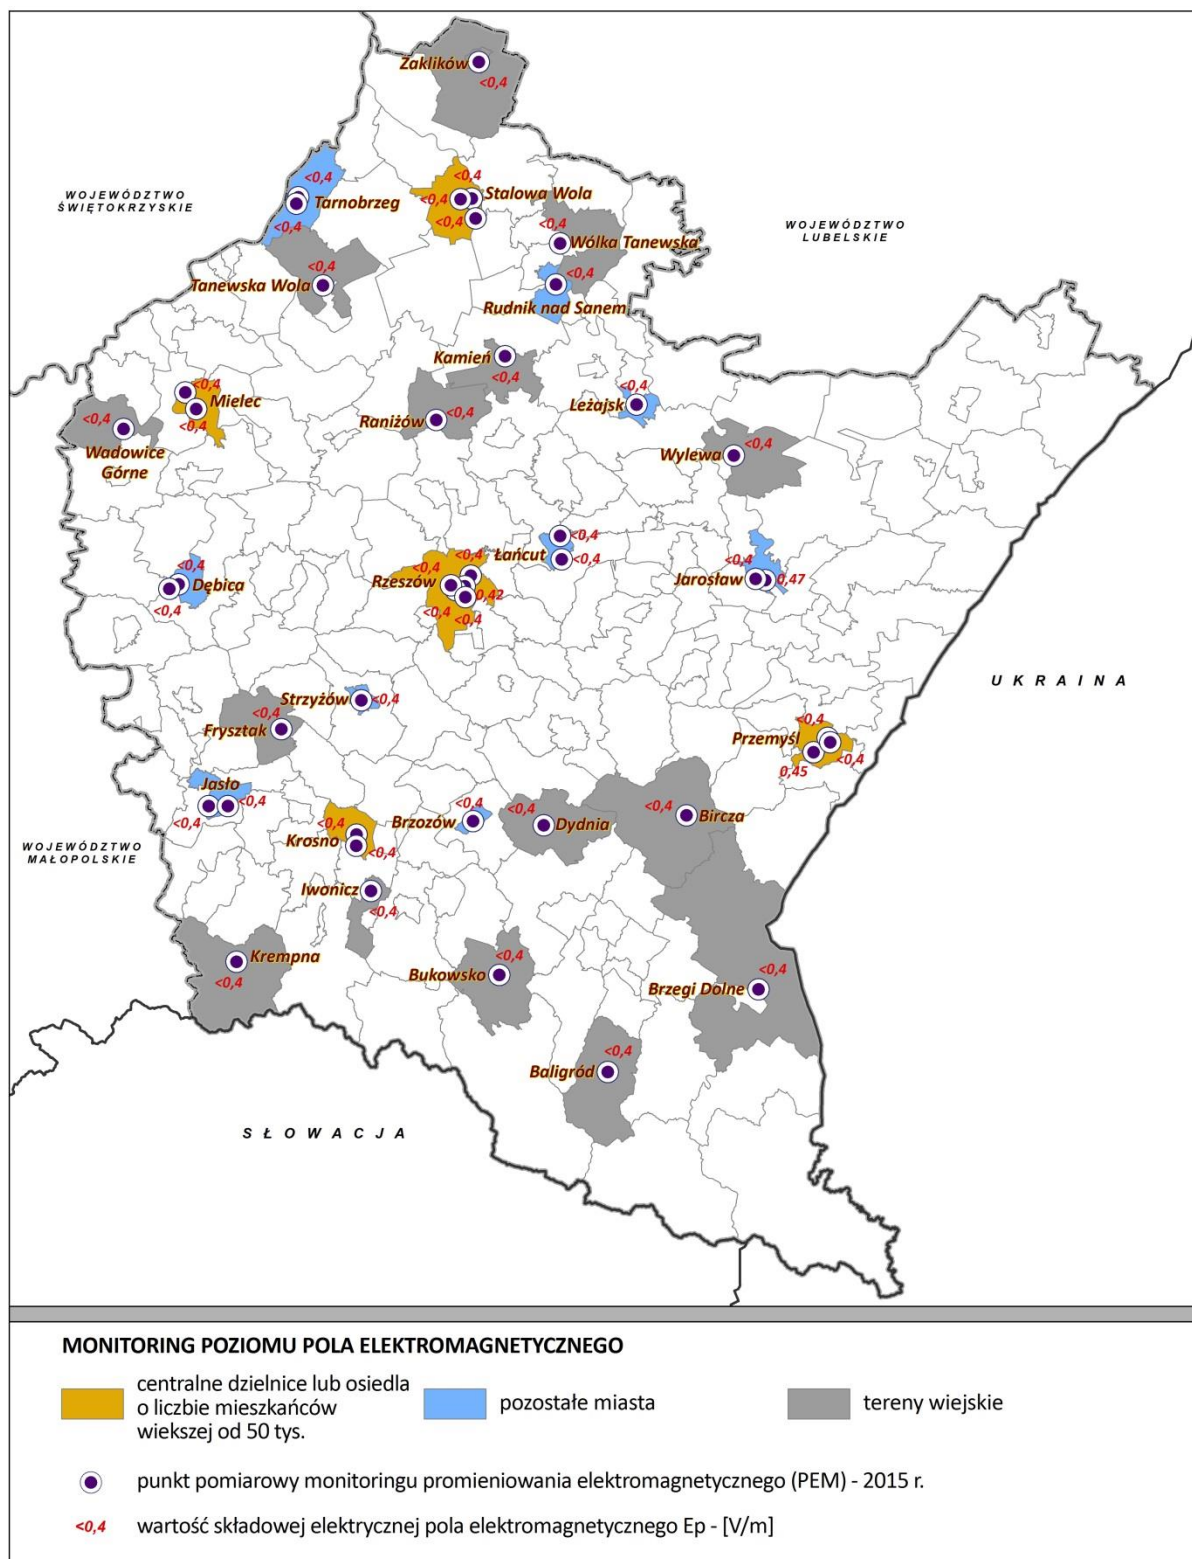 Zaklików
<0,4
WOJEWÓDZTWO
ŚWIĘTOKRZYSKIE
<0,4
Tarnobrzeg
<0,4
<0,4
<0,4
Stalowa Wola
<0,4
<0,4
Wólka Tanewska
WOJEWÓDZTWO
LUBELSKIE
<0,4
Tanewska Wola
<0,4
Rudnik nad Sanem
Kamień
<0,4
<0,4
Mielec
<0,4
<0,4
Wadowice
Górne
Raniżów
<0,4
<0,4
Leżajsk
<0,4
Wylewa
<0,4
Łańcut
<0,4
<0,4
Dębica
<0,4
<0,4
<0,4
Rzeszów
0,42
<0,4
<0,4
<0,4
Jarosław
0,47
UKRAINA
Strzyżów
<0,4
<0,4
Frysztak
<0,4
Przemyśl
0,45
<0,4
Jasło
<0,4
<0,4
<0,4
Krosno
<0,4
<0,4
Brzozów
<0,4
Dydnia
<0,4
Bircza
WOJEWÓDZTWO
MAŁOPOLSKIE
Iwonicz
<0,4
Krempna
<0,4
<0,4
Bukowsko
<0,4
Brzegi Dolne
<0,4
Baligród
SŁOWACJA
MONITORING POZIOMU POLA ELEKTROMAGNETYCZNEGO
centralne dzielnice lub osiedla
o liczbie mieszkańców
wiekszej od 50 tys.
pozostałe miasta
tereny wiejskie
punkt pomiarowy monitoringu promieniowania elektromagnetycznego (PEM) - 2015 r.
<0,4 wartość składowej elektrycznej pola elektromagnetycznego Ep - [V/m]